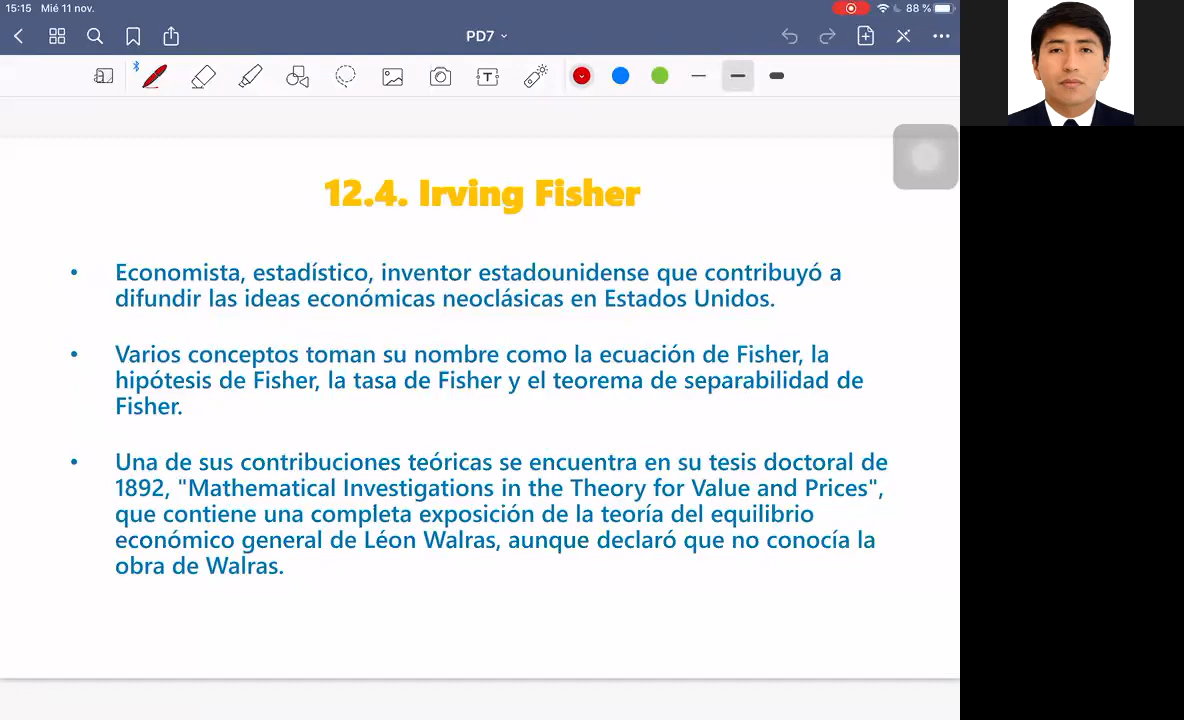 15:15 Mié 11 nov.
88 %
PD7
T
12.4. Irving Fisher
• Economista, estadístico, inventor estadounidense que contribuyó a
difundir las ideas económicas neoclásicas en Estados Unidos.
• Varios conceptos toman su nombre como la ecuación de Fisher, la
hipótesis de Fisher, la tasa de Fisher y el teorema de separabilidad de
Fisher.
• Una de sus contribuciones teóricas se encuentra en su tesis doctoral de
1892, "Mathematical Investigations in the Theory for Value and Prices",
que contiene una completa exposición de la teoría del equilibrio
económico general de Léon Walras, aunque declaró que no conocía la
obra de Walras.